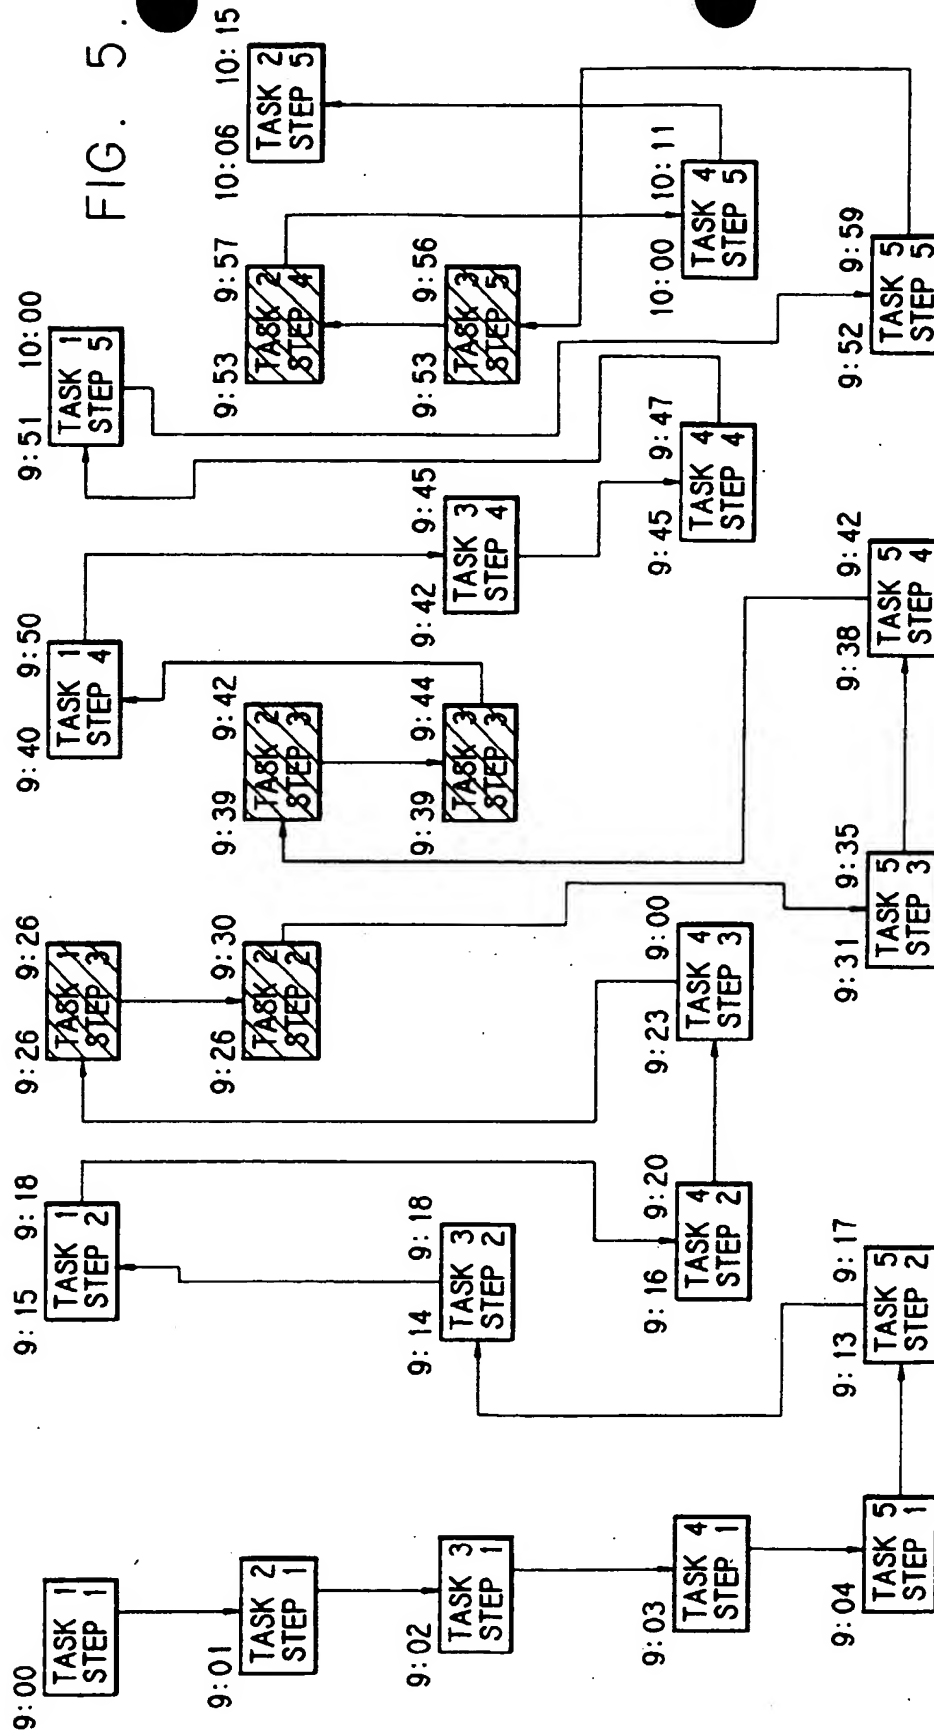 FIG. 5.
9:00
TASK 1
STEP 1
9:15 9:18
TASK 1
STEP 2
9:26 9:26
TASK 1
STEP 3
9:40 9:50
TASK 1
STEP 4
9:51 10:00
TASK 1
STEP 5
9:01
TASK 2
STEP 1
9:26 9:30
TASK 2
STEP 2
9:39 9:42
TASK 2
STEP 3
9:53 9:57
TASK 2
STEP 4
10:06 10:15
TASK 2
STEP 5
9:02
TASK 3
STEP 1
9:14 9:18
TASK 3
STEP 2
9:39 9:44
TASK 3
STEP 3
9:42 9:45
TASK 3
STEP 4
9:53 9:56
TASK 3
STEP 5
9:03
TASK 4
STEP 1
9:16 9:20
TASK 4
STEP 2
9:23 9:00
TASK 4
STEP 3
9:45 9:47
TASK 4
STEP 4
10:00 10:11
TASK 4
STEP 5
9:04
TASK 5
STEP 1
9:13 9:17
TASK 5
STEP 2
9:31 9:35
TASK 5
STEP 3
9:38 9:42
TASK 5
STEP 4
9:52 9:59
TASK 5
STEP 5